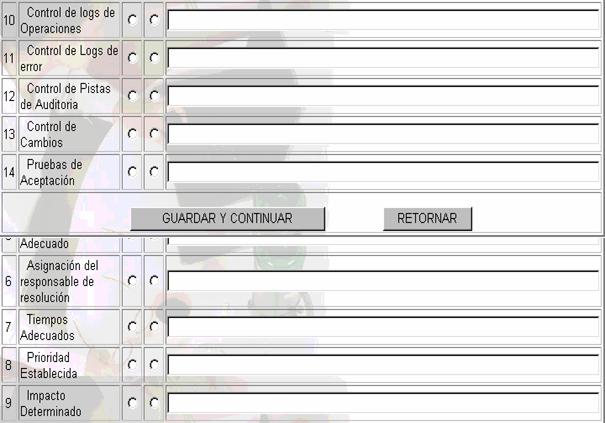 10 Control de logs de
Operaciones
11 Control de Logs de
error
12 Control de Pistas
de Auditoria
13 Control de
Cambios
14 Pruebas de
Aceptación
GUARDAR Y CONTINUAR RETORNAR
Adecuado
6 Asignación del
responsable de
resolución
7 Tiempos
Adecuados
8 Prioridad
Establecida
9 Impacto
Determinado